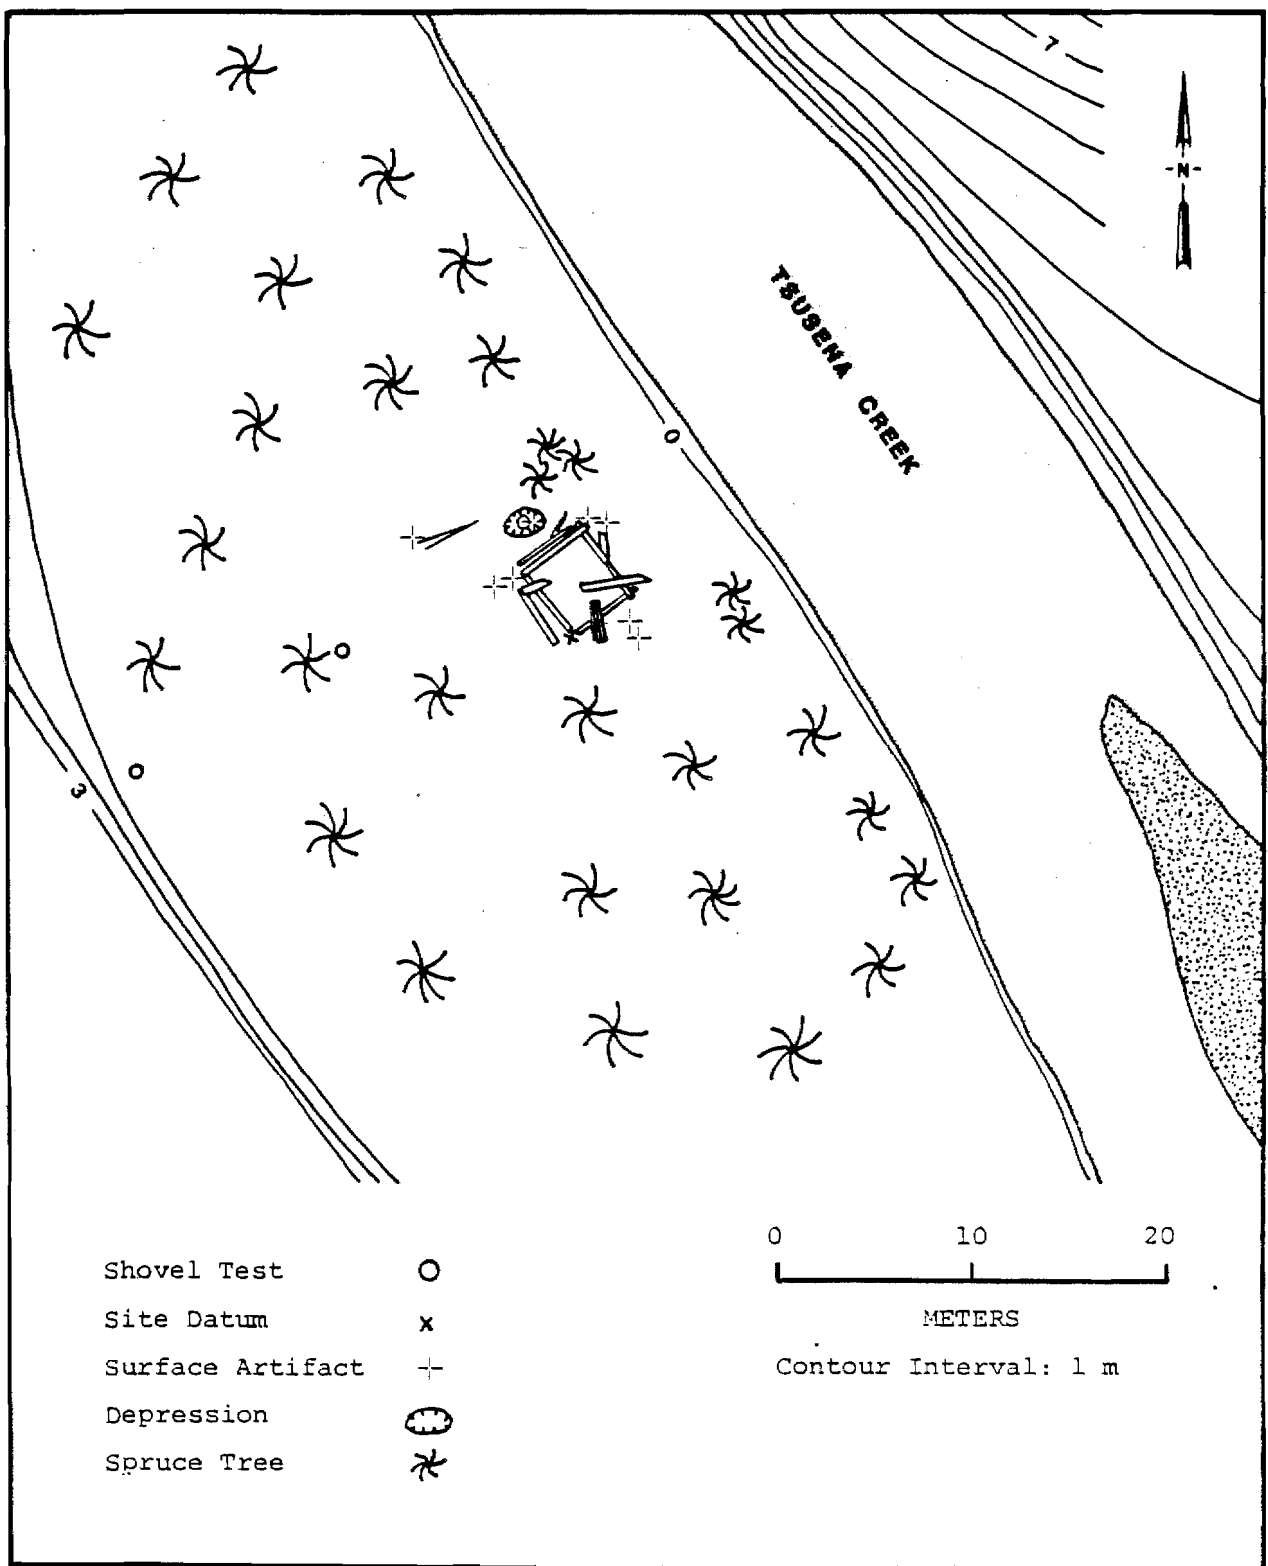 7
-N-
TSUSENA CREEK
0
3
0 10 20
METERS
Contour Interval: 1 m
Shovel Test
Site Datum
Surface Artifact
Depression
Spruce Tree